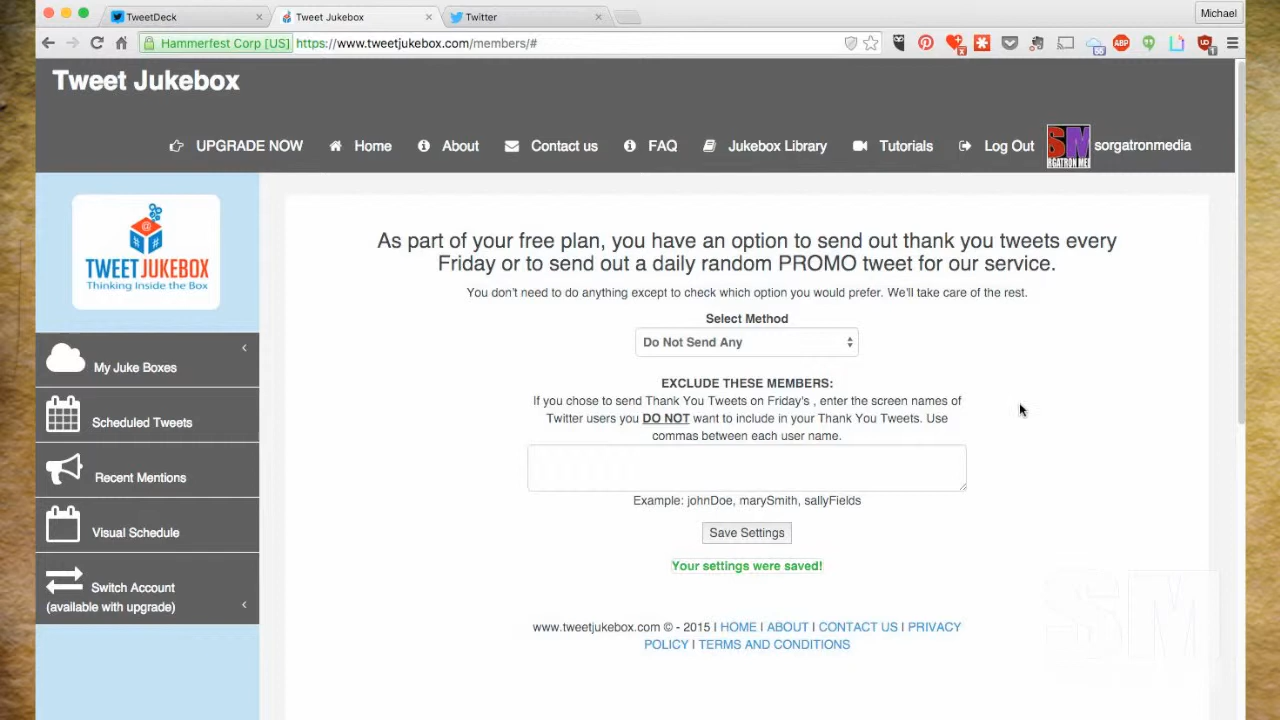 TweetDeck
Tweet Jukebox
Twitter
Michael
Hammerfest Corp [US]
https://www.tweetjukebox.com/members/#
Tweet Jukebox
UPGRADE NOW
Home
About
Contact us
FAQ
Jukebox Library
Tutorials
Log Out
sorgatronmedia
TWEETJUKEBOX
Thinking Inside the Box
My Juke Boxes
Scheduled Tweets
Recent Mentions
Visual Schedule
Switch Account
(available with upgrade)
As part of your free plan, you have an option to send out thank you tweets every
Friday or to send out a daily random PROMO tweet for our service.
You don't need to do anything except to check which option you would prefer. We'll take care of the rest.
Select Method
Do Not Send Any
EXCLUDE THESE MEMBERS:
If you chose to send Thank You Tweets on Friday's , enter the screen names of
Twitter users you DO NOT want to include in your Thank You Tweets. Use
commas between each user name.
Example: johnDoe, marySmith, sallyFields
Save Settings
Your settings were saved!
www.tweetjukebox.com © - 2015 | HOME | ABOUT | CONTACT US | PRIVACY
POLICY | TERMS AND CONDITIONS
SM